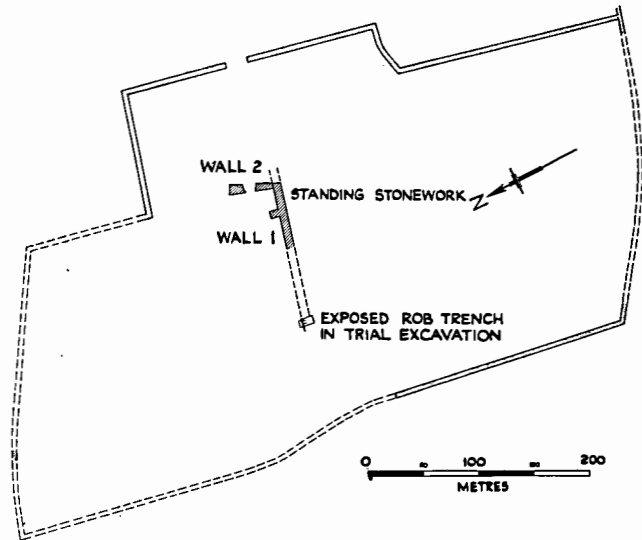 WALL 2
STANDING STONEWORK
N
WALL 1
EXPOSED ROB TRENCH
IN TRIAL EXCAVATION
0 100 200
METRES